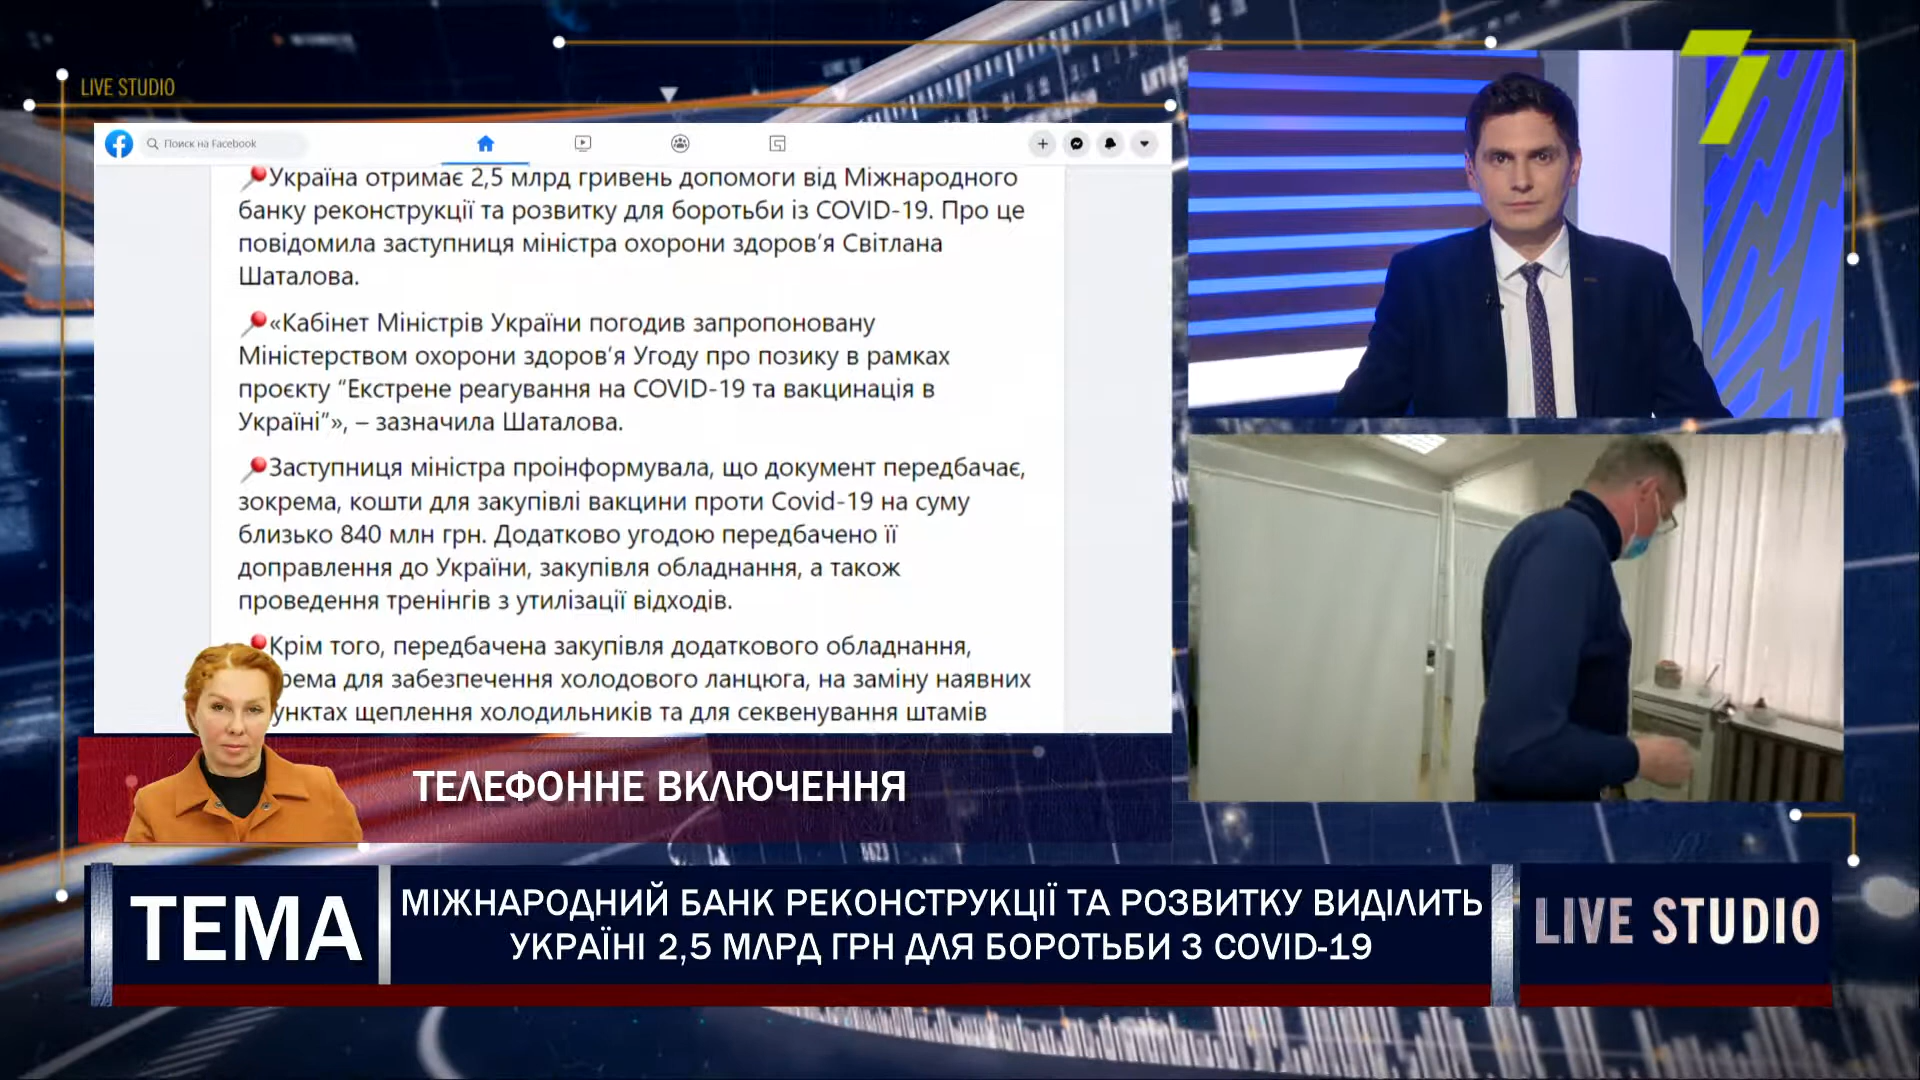 LIVE STUDIO
7
Поиск на Facebook
Україна отримає 2,5 млрд гривень допомоги від Міжнародного
банку реконструкції та розвитку для боротьби із COVID-19. Про це
повідомила заступниця міністра охорони здоров'я Світлана
Шаталова.
«Кабінет Міністрів України погодив запропоновану
Міністерством охорони здоров'я Угоду про позику в рамках
проєкту “Екстрене реагування на COVID-19 та вакцинація в
Україні”», – зазначила Шаталова.
Заступниця міністра проінформувала, що документ передбачає,
зокрема, кошти для закупівлі вакцини проти Covid-19 на суму
близько 840 млн грн. Додатково угодою передбачено її
доправлення до України, закупівля обладнання, а також
проведення тренінгів з утилізації відходів.
Крім того, передбачена закупівля додаткового обладнання,
рема для забезпечення холодового ланцюга, на заміну наявних
унктах щеплення холодильників та для секвенування штамів
ТЕЛЕФОННЕ ВКЛЮЧЕННЯ
ТЕМА
МІЖНАРОДНИЙ БАНК РЕКОНСТРУКЦІЇ ТА РОЗВИТКУ ВИДІЛИТЬ
УКРАЇНІ 2,5 МЛРД ГРН ДЛЯ БОРОТЬБИ З COVID-19
LIVE STUDIO